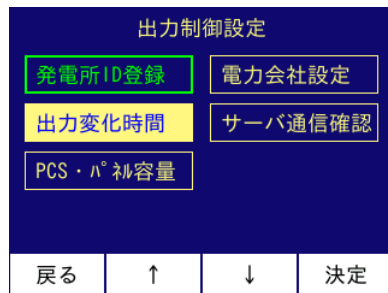 出力制御設定
発電所ID登録 電力会社設定
出力変化時間 サーバ通信確認
PCS・ﾊﾟﾈﾙ容量
戻る ↑ ↓ 決定